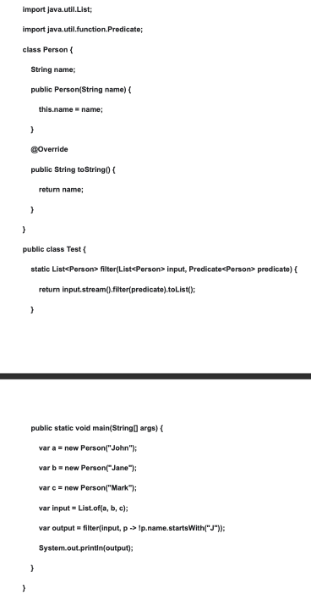 import java.util.List;
import java.util.function.Predicate;
class Person {
String name;
public Person(String name) {
this.name = name;
}
@Override
public String toString() {
return name;
}
}
public class Test {
static List<Person> filter(List<Person> input, Predicate<Person> predicate) {
return input.stream().filter(predicate).toList();
}
public static void main(String[] args) {
var a = new Person("John");
var b = new Person("Jane");
var c = new Person("Mark");
var input = List.of(a, b, c);
var output = filter(input, p -> !p.name.startsWith("J"));
System.out.println(output);
}
}